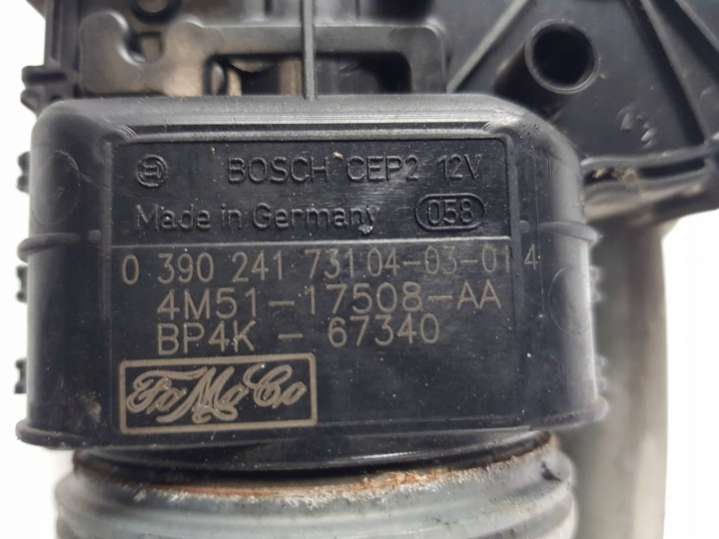 BOSCH CEP2 12V
Made in Germany 058
0 390 241 731 04-03-01 4
4M51-17508-AA
BP4K - 67340
FoMoCo